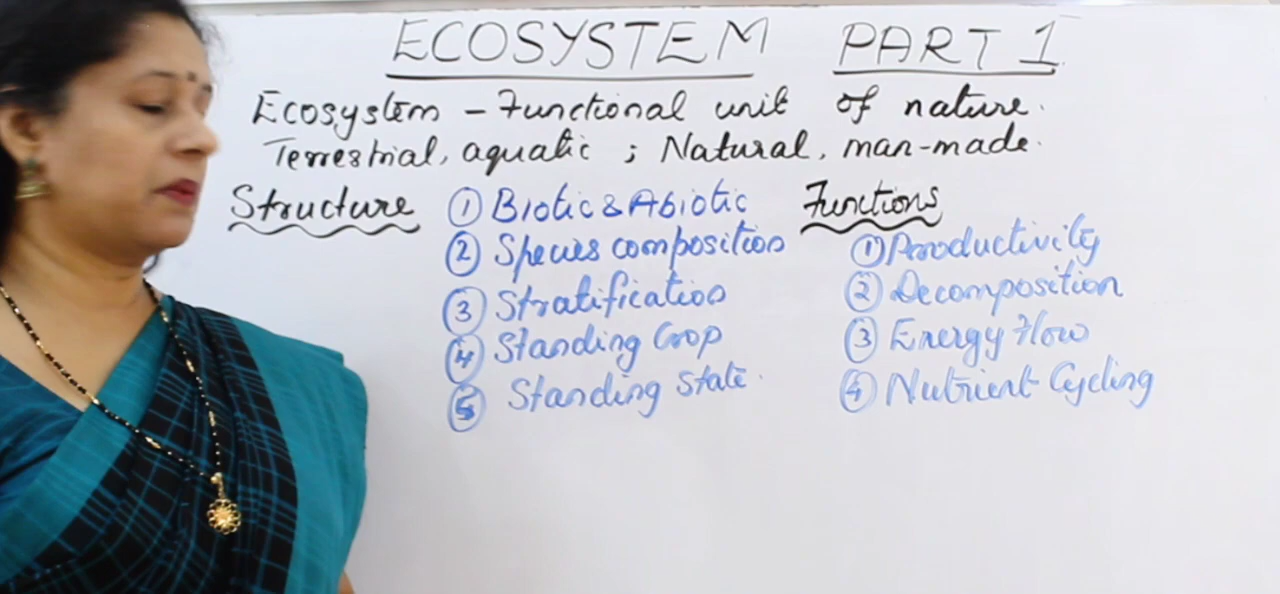 ECOSYSTEM PART 1
Ecosystem - Functional unit of nature.
Terrestrial, aquatic ; Natural, man-made.
Structure
① Biotic & Abiotic
② Species composition
③ Stratification
④ Standing Crop
⑤ Standing State.
Functions
① Productivity
② Decomposition
③ Energy Flow
④ Nutrient Cycling